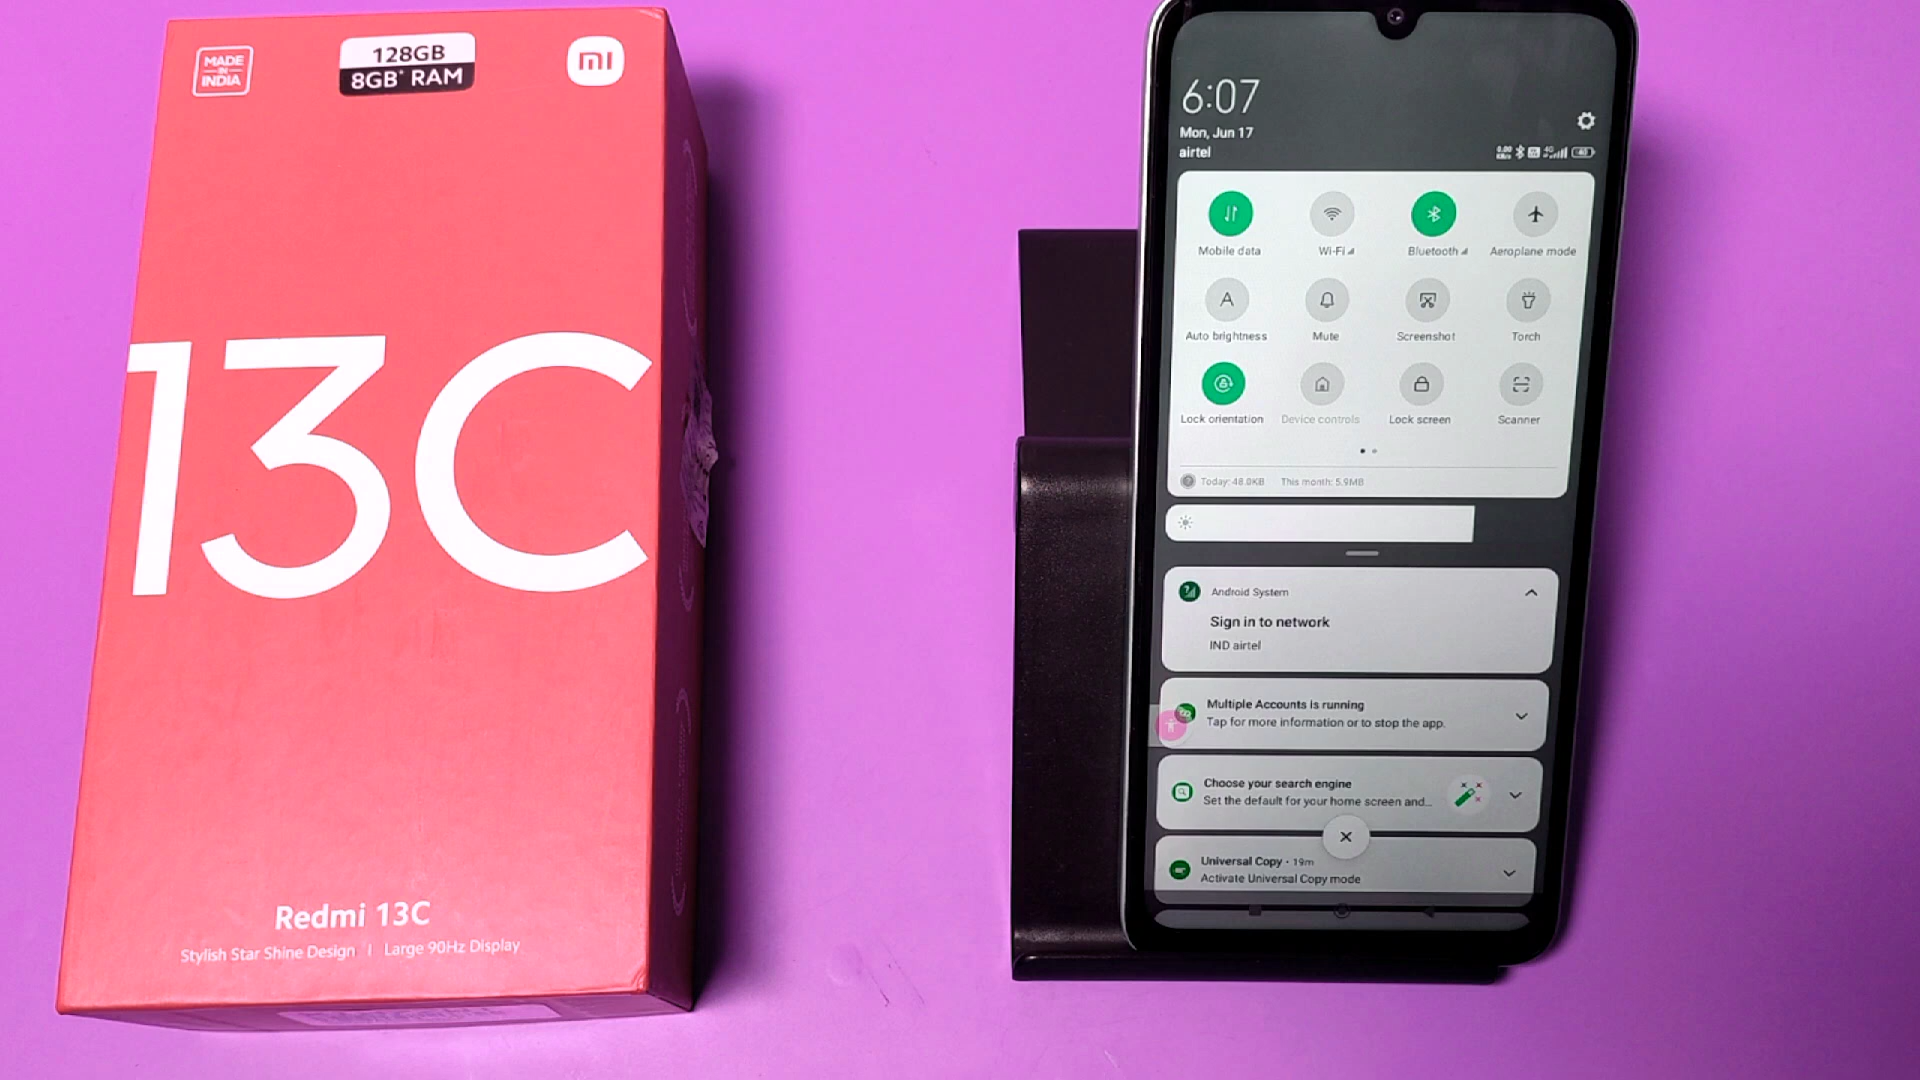 MADE
IN
INDIA
128GB
8GB* RAM
mi
13C
Redmi 13C
Stylish Star Shine Design | Large 90Hz Display
6:07
Mon, Jun 17
airtel
Mobile data
Wi-Fi
Bluetooth
Aeroplane mode
A
Auto brightness
Mute
Screenshot
Torch
Lock orientation
Device controls
Lock screen
Scanner
Today: 48.0KB This month: 5.9MB
Android System
Sign in to network
IND airtel
Multiple Accounts is running
Tap for more information or to stop the app.
Choose your search engine
Set the default for your home screen and...
Universal Copy • 19m
Activate Universal Copy mode